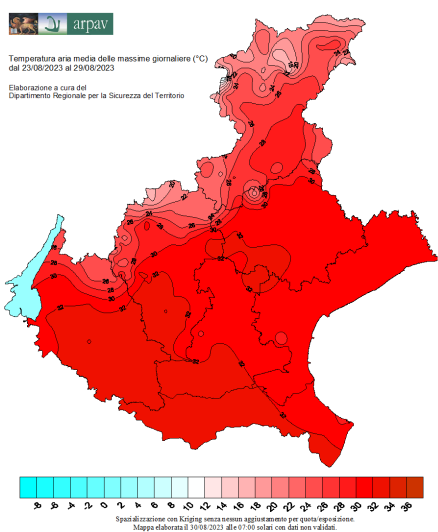 arpav
Temperatura aria media delle massime giornaliere (°C)
dal 23/08/2023 al 29/08/2023
Elaborazione a cura del
Dipartimento Regionale per la Sicurezza del Territorio
-8 -6 -4 -2 0 2 4 6 8 10 12 14 16 18 20 22 24 26 28 30 32 34 36
Spazializzazione con Kriging senza nessun aggiustamento per quota/esposizione.
Mappa elaborata il 30/08/2023 alle 07:00 solari con dati non validati.